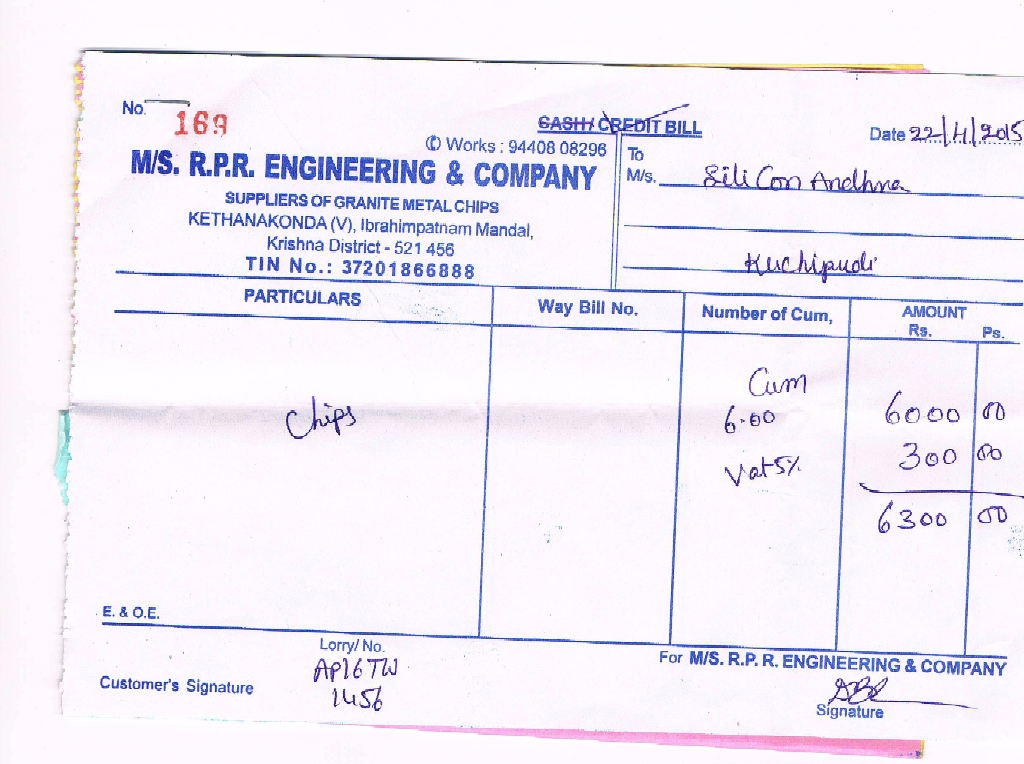 No. 169
CASH/ CREDIT BILL
Date 22/4/2015
✆ Works : 94408 08296
M/S. R.P.R. ENGINEERING & COMPANY
SUPPLIERS OF GRANITE METAL CHIPS
KETHANAKONDA (V), Ibrahimpatnam Mandal,
Krishna District - 521 456
TIN No.: 37201866888
To
M/s. Sili Con Andhra
Kuchipudi
PARTICULARS Way Bill No. Number of Cum, AMOUNT
Rs. Ps.
Cum
Chips 6.00 6000 00
Vat 5% 300 00
6300 00
E. & O.E.
Lorry/ No.
AP16TW
1456
Customer's Signature
For M/S. R.P. R. ENGINEERING & COMPANY
Signature